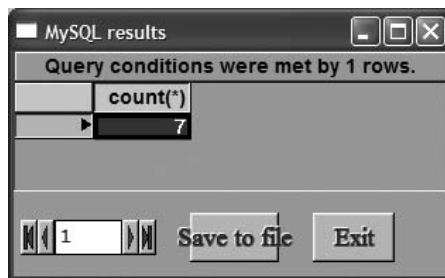 MySQL results
Query conditions were met by 1 rows.
count(*)
7
1
Save to file
Exit